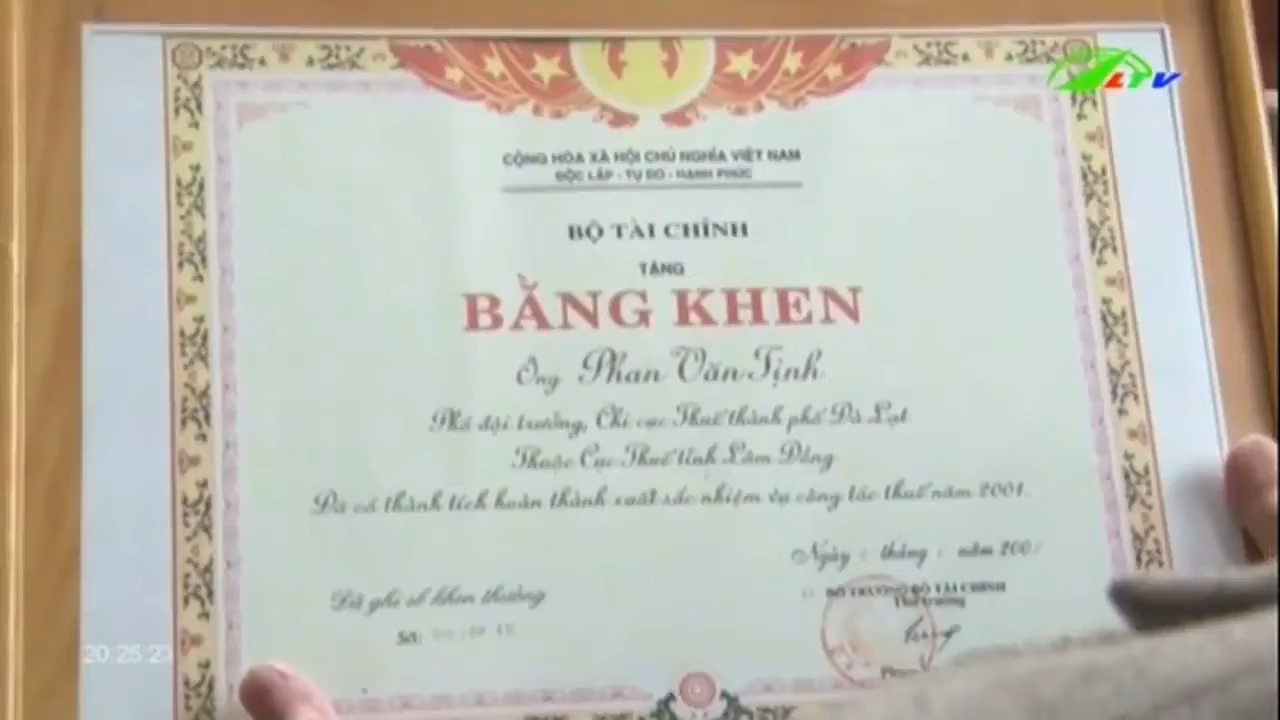 LTV
CỘNG HÒA XÃ HỘI CHỦ NGHĨA VIỆT NAM
ĐỘC LẬP - TỰ DO - HẠNH PHÚC
BỘ TÀI CHÍNH
TẶNG
BẰNG KHEN
Ông Phan Văn Tịnh
Phó đội trưởng, Chi cục Thuế thành phố Đà Lạt
Thuộc Cục Thuế tỉnh Lâm Đồng
Đã có thành tích hoàn thành xuất sắc nhiệm vụ công tác thuế năm 2001.
Ngày tháng năm
BỘ TRƯỞNG BỘ TÀI CHÍNH
Thứ trưởng
Đã ghi sổ khen thưởng
Số:
20:25:23